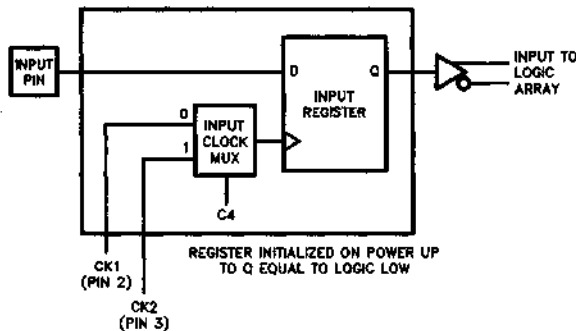 INPUT
PIN
D
Q
INPUT
REGISTER
INPUT TO
LOGIC
ARRAY
0
1
INPUT
CLOCK
MUX
C4
REGISTER INITIALIZED ON POWER UP
TO Q EQUAL TO LOGIC LOW
CK1
(PIN 2)
CK2
(PIN 3)